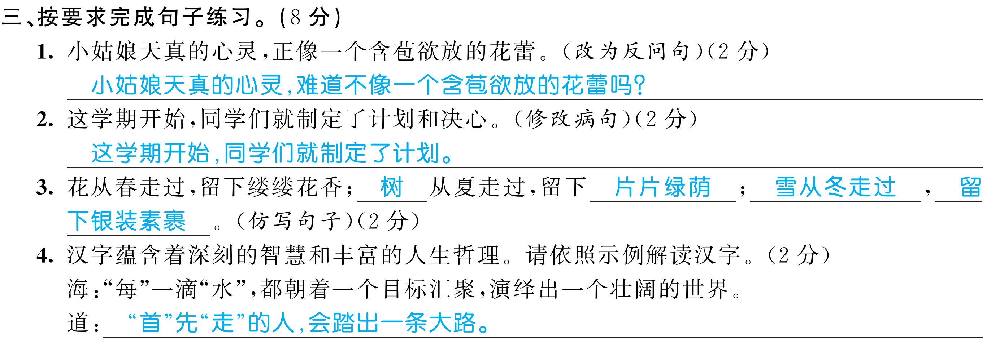 三、按要求完成句子练习。(8 分)
1. 小姑娘天真的心灵,正像一个含苞欲放的花蕾。(改为反问句)(2 分)
小姑娘天真的心灵,难道不像一个含苞欲放的花蕾吗?
2. 这学期开始,同学们就制定了计划和决心。(修改病句)(2 分)
这学期开始,同学们就制定了计划。
3. 花从春走过,留下缕缕花香; 树 从夏走过,留下 片片绿荫 ; 雪从冬走过 , 留
下银装素裹 。(仿写句子)(2 分)
4. 汉字蕴含着深刻的智慧和丰富的人生哲理。请依照示例解读汉字。(2 分)
海:“每”一滴“水”,都朝着一个目标汇聚,演绎出一个壮阔的世界。
道: “首”先“走”的人,会踏出一条大路。